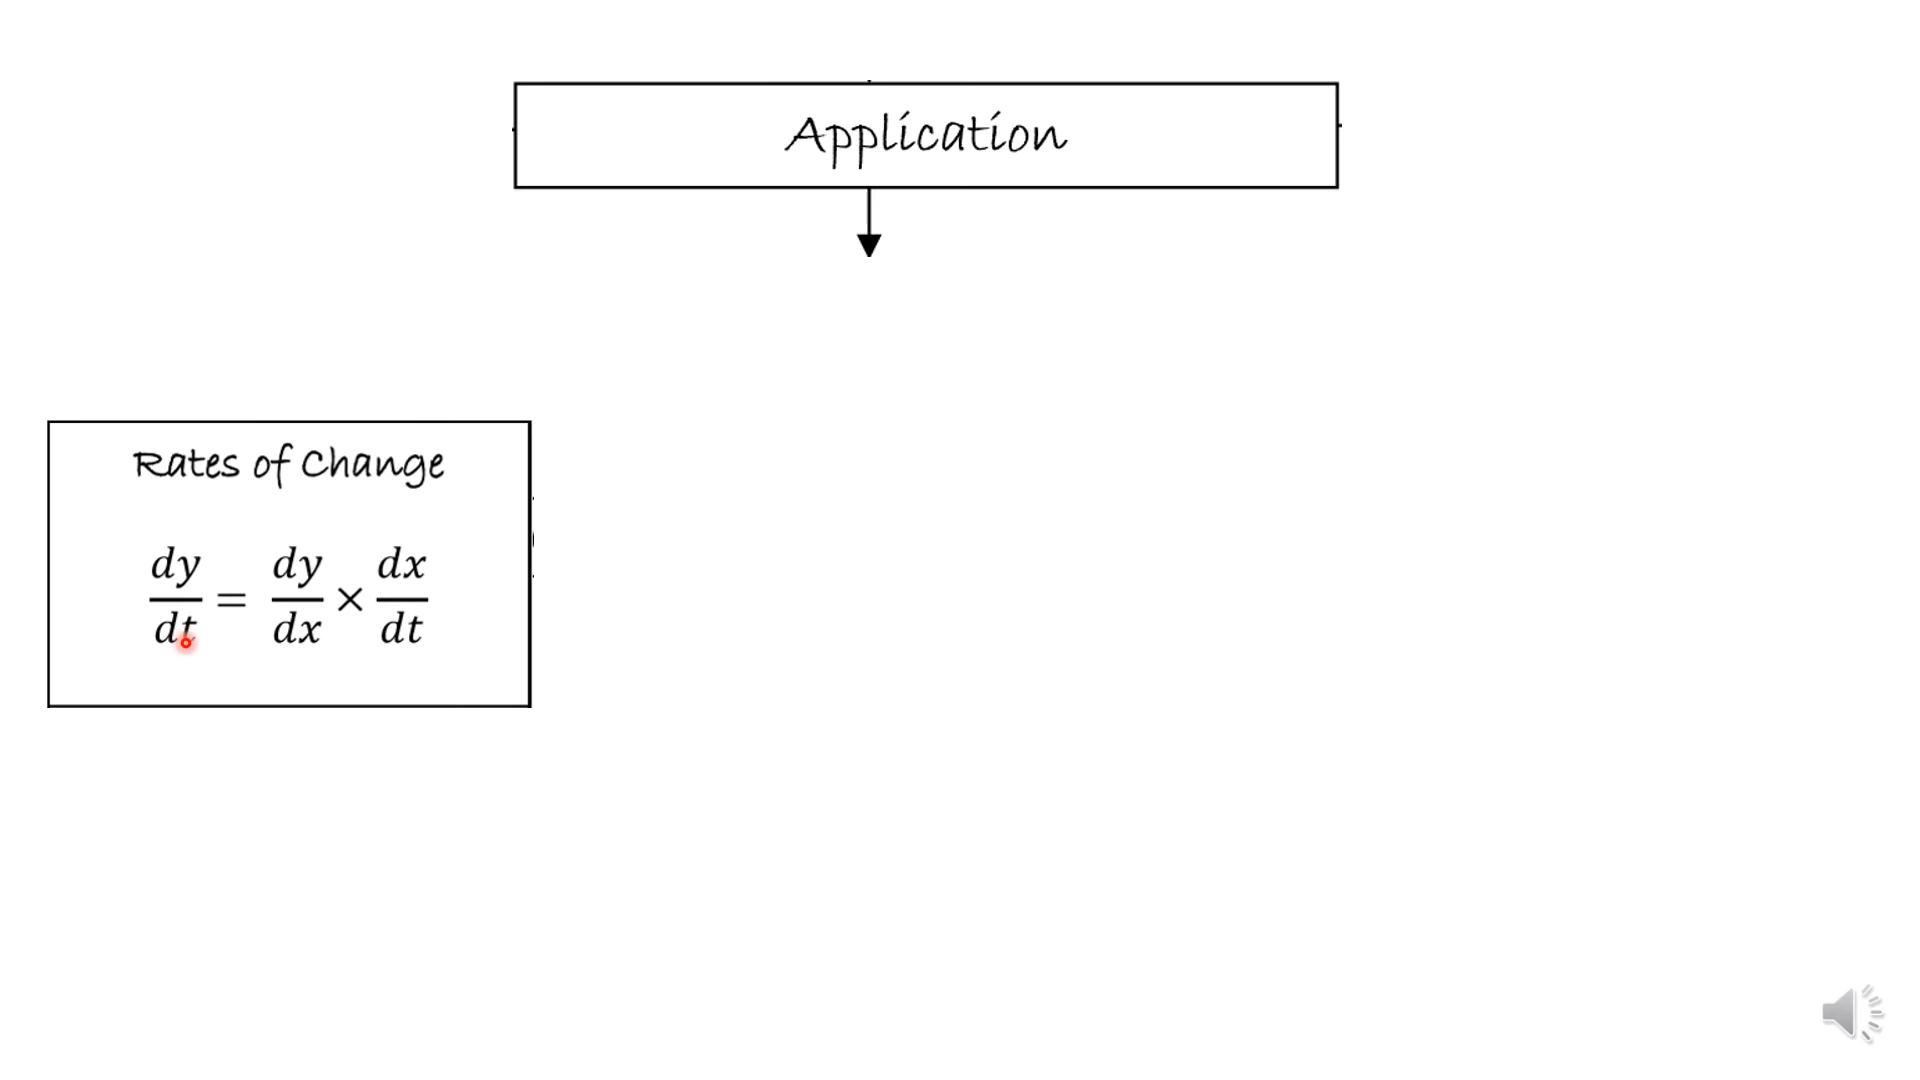 Application
Rates of Change
dy/dt = dy/dx × dx/dt